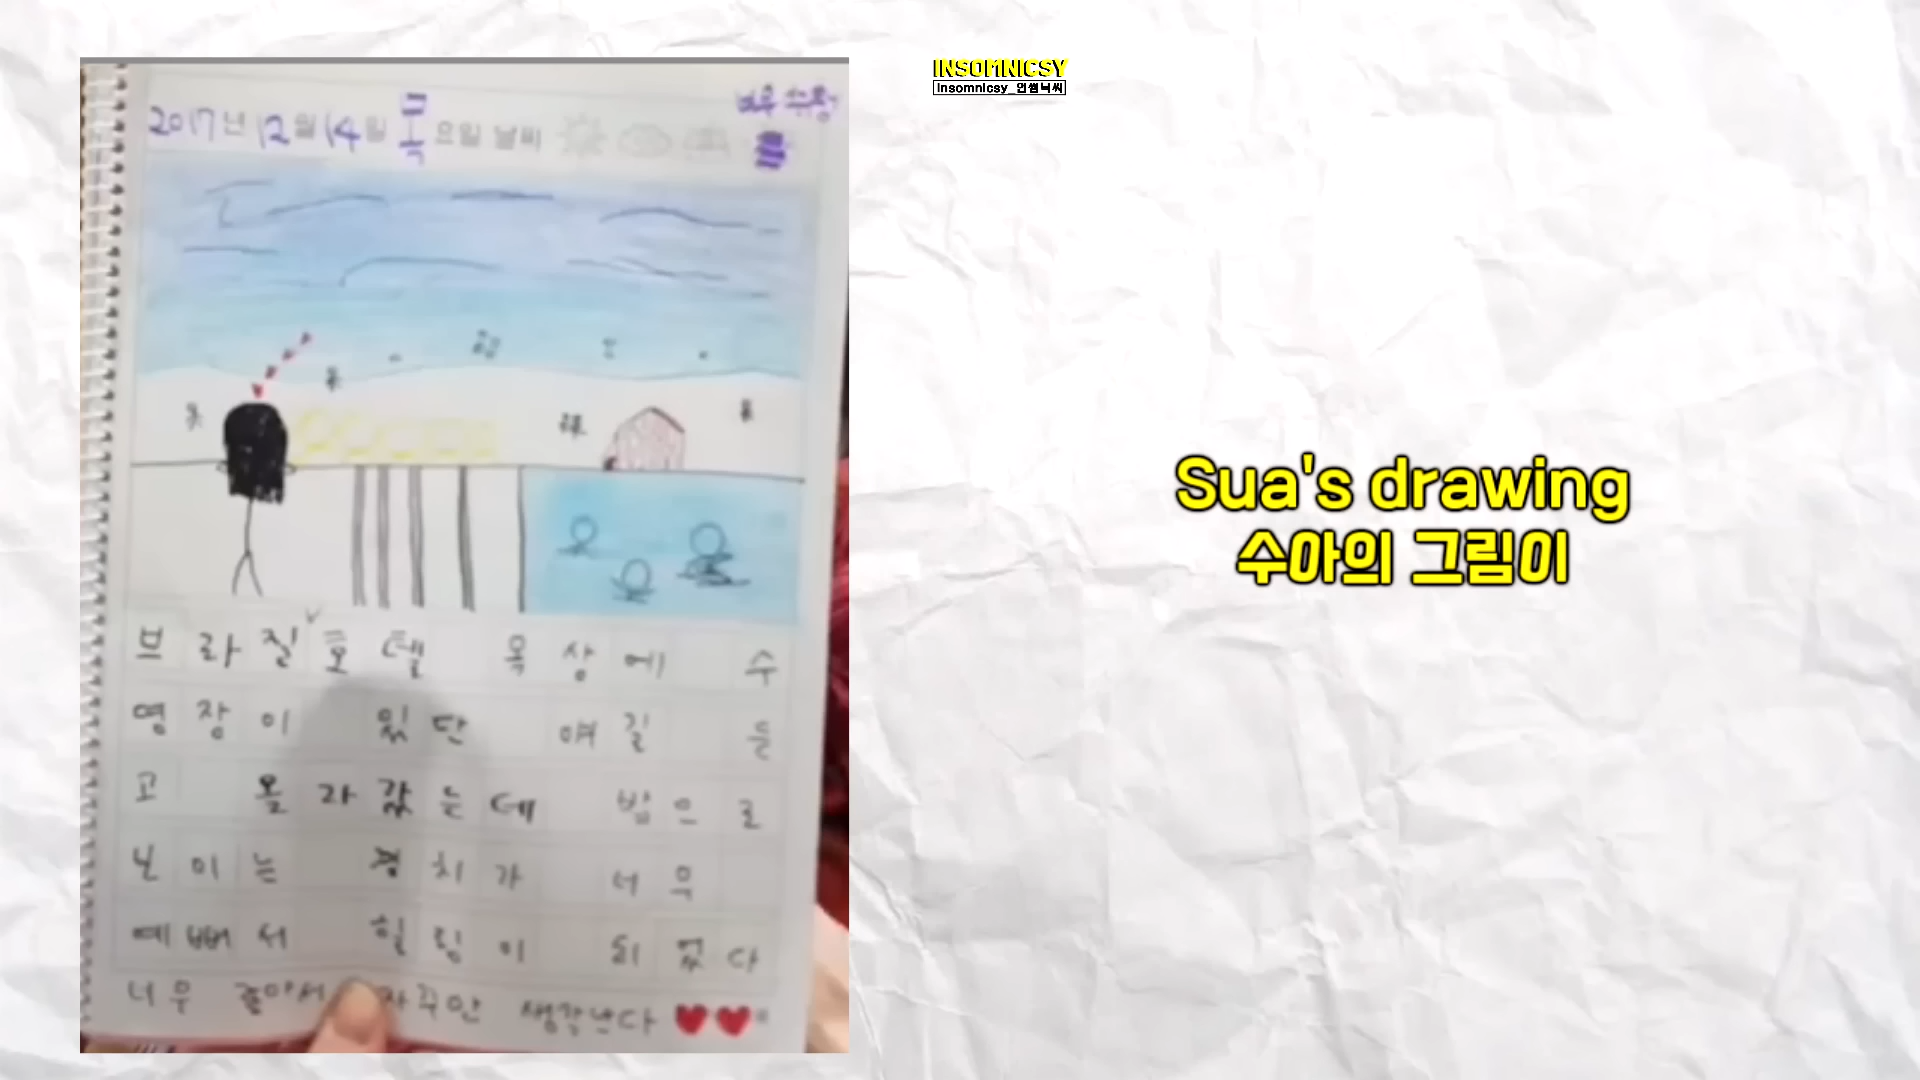 2017년 12월 14일 목요일 날씨
브라질호텔 옥상에 수
영장이 있단 얘길 듣
고 올라갔는데 밖으로
보이는 경치가 너무
예뻐서 힐링이 되었다
너무 좋아서 자꾸만 생각난다
INSOMNICSY
Insomnicsy_인썸닉씨
Sua's drawing
수아의 그림이